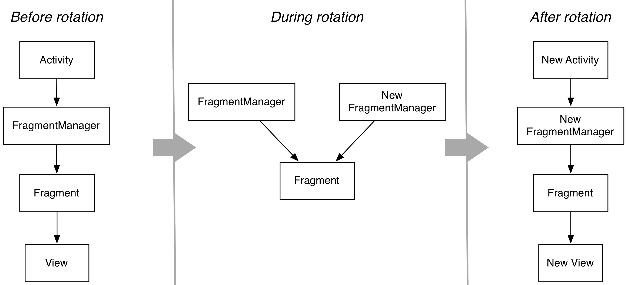 Before rotation
During rotation
After rotation
Activity
FragmentManager
Fragment
View
FragmentManager
New
FragmentManager
Fragment
New Activity
New
FragmentManager
Fragment
New View